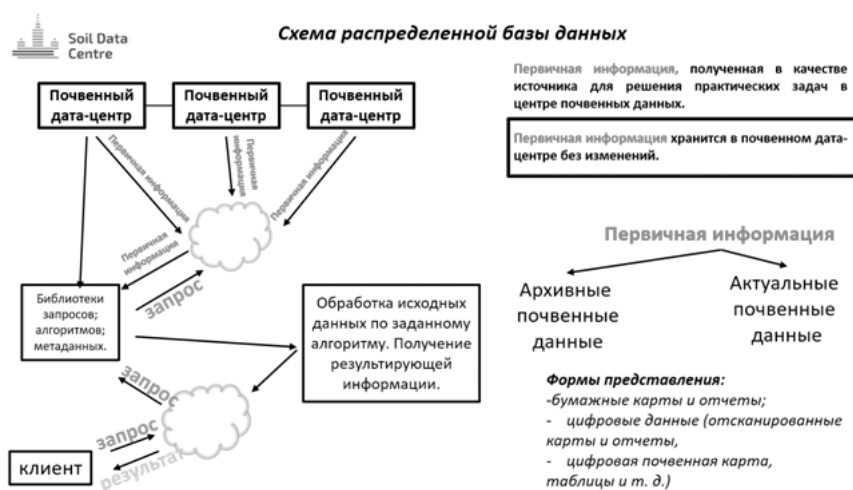 Soil Data
Centre
Схема распределенной базы данных
Почвенный
дата-центр
Почвенный
дата-центр
Почвенный
дата-центр
Первичная информация
Первичная
информация
Первичная информация
Первичная
информация
запрос
Библиотеки
запросов;
алгоритмов;
метаданных.
Обработка исходных
данных по заданному
алгоритму. Получение
результирующей
информации.
запрос
запрос
результат
клиент
Первичная информация, полученная в качестве
источника для решения практических задач в
центре почвенных данных.
Первичная информация хранится в почвенном дата-
центре без изменений.
Первичная информация
Архивные
почвенные
данные
Актуальные
почвенные
данные
Формы представления:
-бумажные карты и отчеты;
- цифровые данные (отсканированные
карты и отчеты,
- цифровая почвенная карта,
таблицы и т. д.)